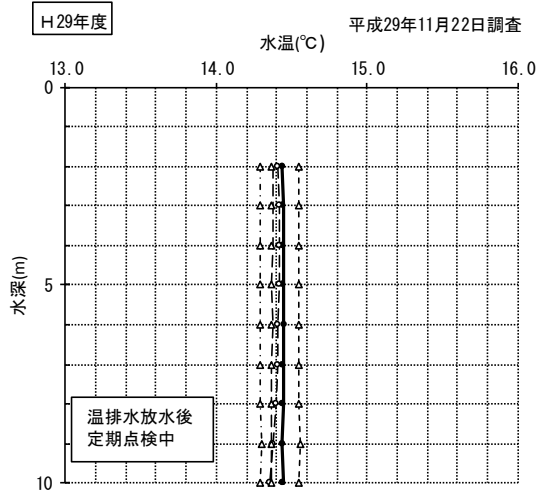 H29年度
平成29年11月22日調査
水温(℃)
13.0 14.0 15.0 16.0
0
5
10
水深(m)
温排水放水後
定期点検中